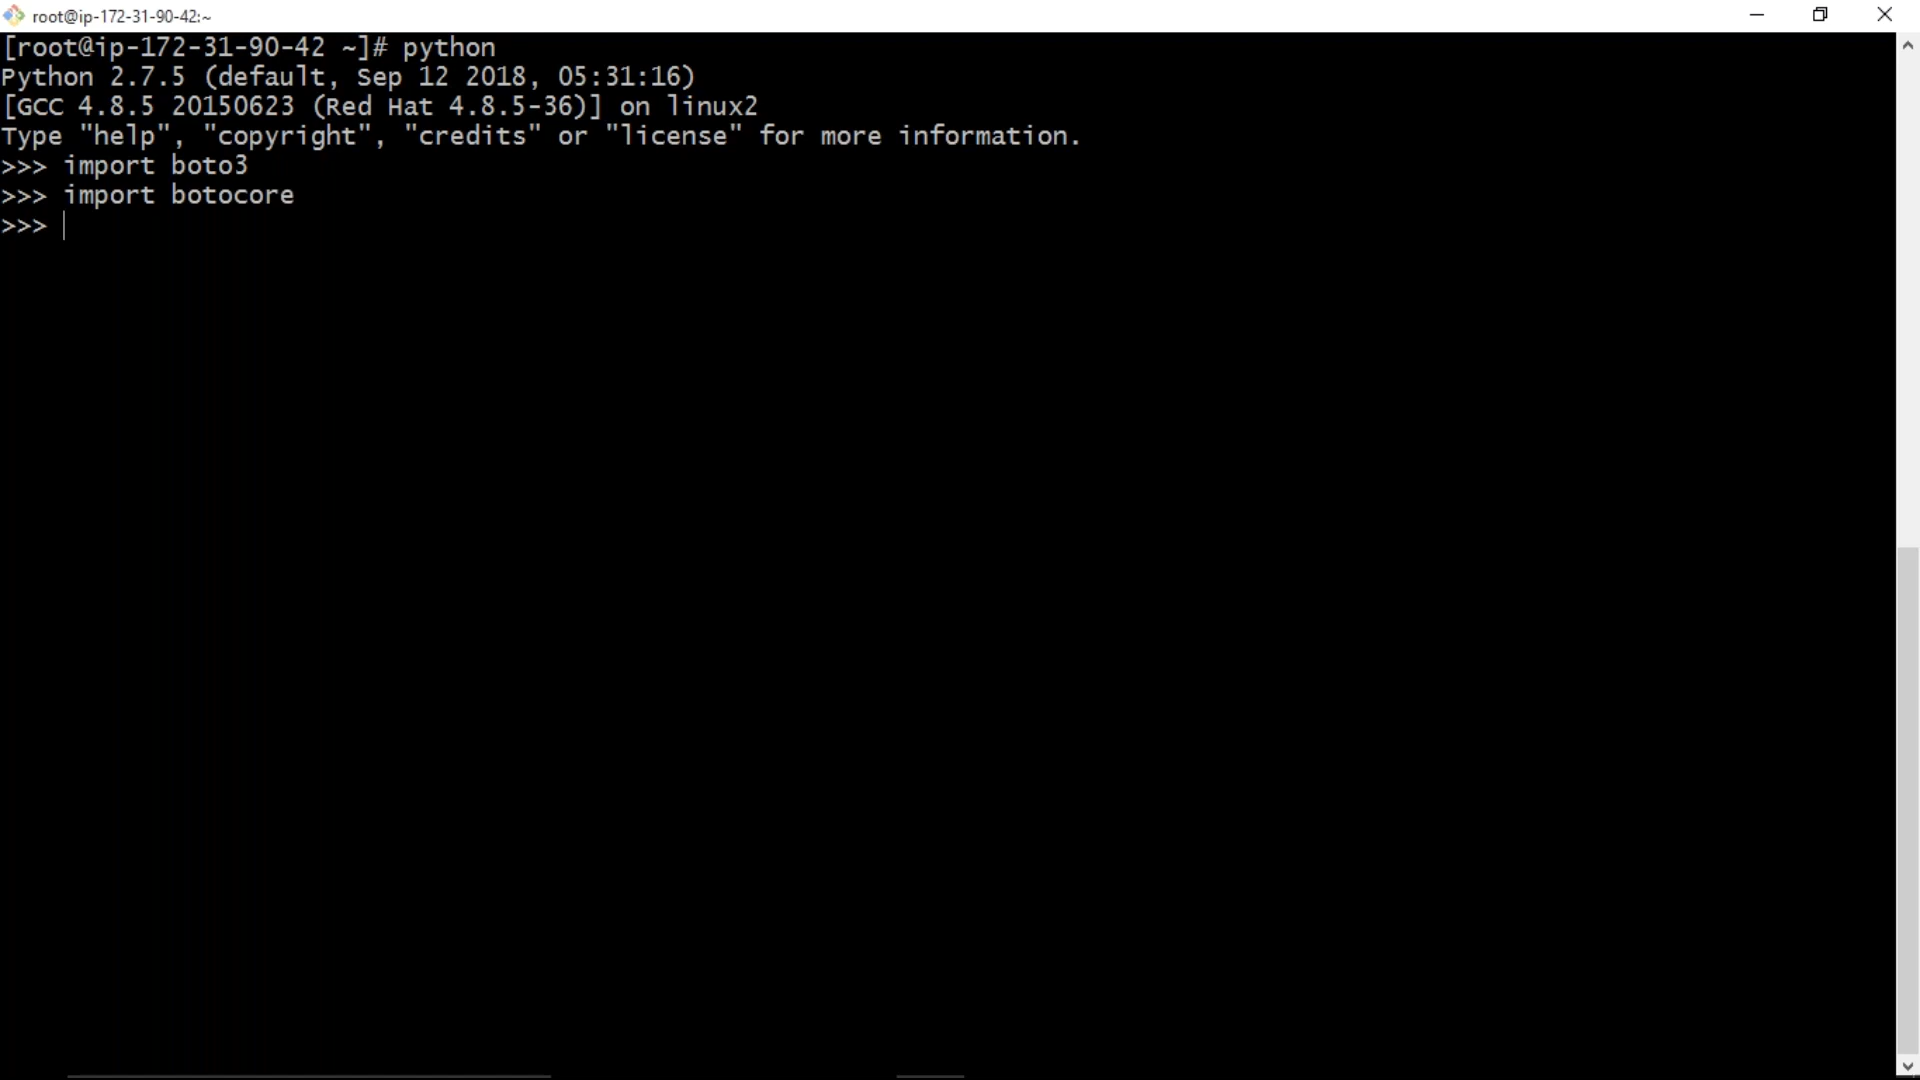 root@ip-172-31-90-42:~
[root@ip-172-31-90-42 ~]# python
Python 2.7.5 (default, Sep 12 2018, 05:31:16)
[GCC 4.8.5 20150623 (Red Hat 4.8.5-36)] on linux2
Type "help", "copyright", "credits" or "license" for more information.
>>> import boto3
>>> import botocore
>>>